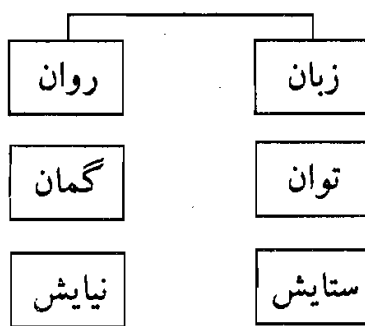 زبان روان
توان گمان
ستایش نیایش